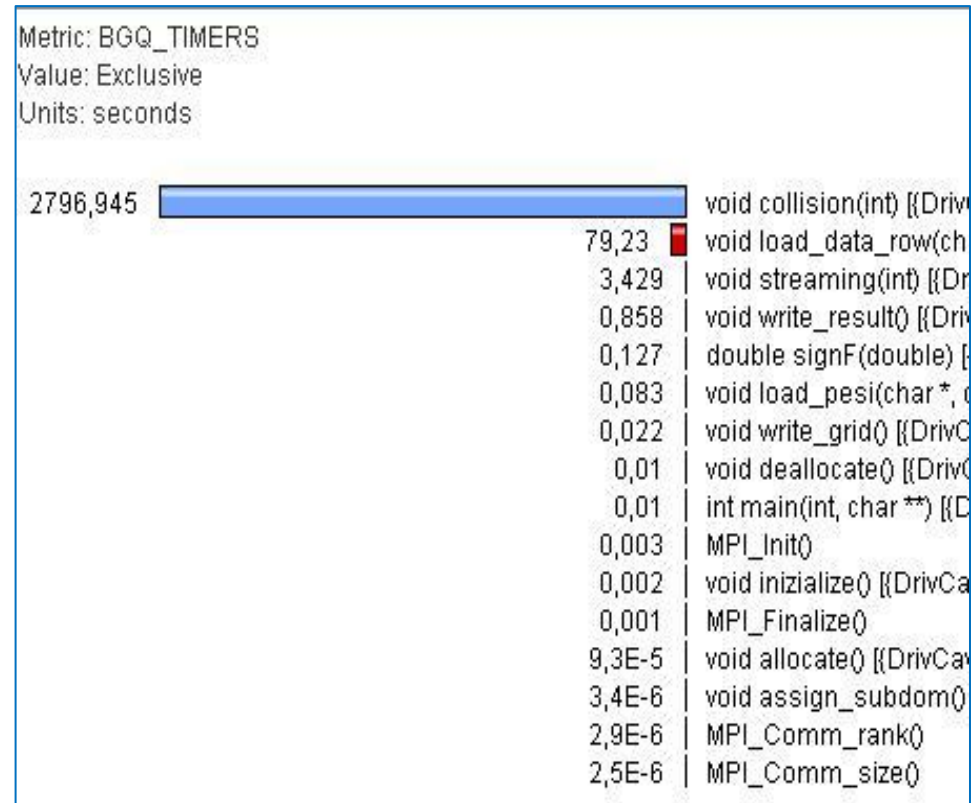 Metric: BGQ_TIMERS
Value: Exclusive
Units: seconds
2796,945 void collision(int) [{Driv
79,23 void load_data_row(ch
3,429 void streaming(int) [{Dr
0,858 void write_result() [{Driv
0,127 double signF(double) [
0,083 void load_pesi(char *,
0,022 void write_grid() [{DrivC
0,01 void deallocate() [{Driv
0,01 int main(int, char **) [{D
0,003 MPI_Init()
0,002 void inizialize() [{DrivCa
0,001 MPI_Finalize()
9,3E-5 void allocate() [{DrivCav
3,4E-6 void assign_subdom()
2,9E-6 MPI_Comm_rank()
2,5E-6 MPI_Comm_size()